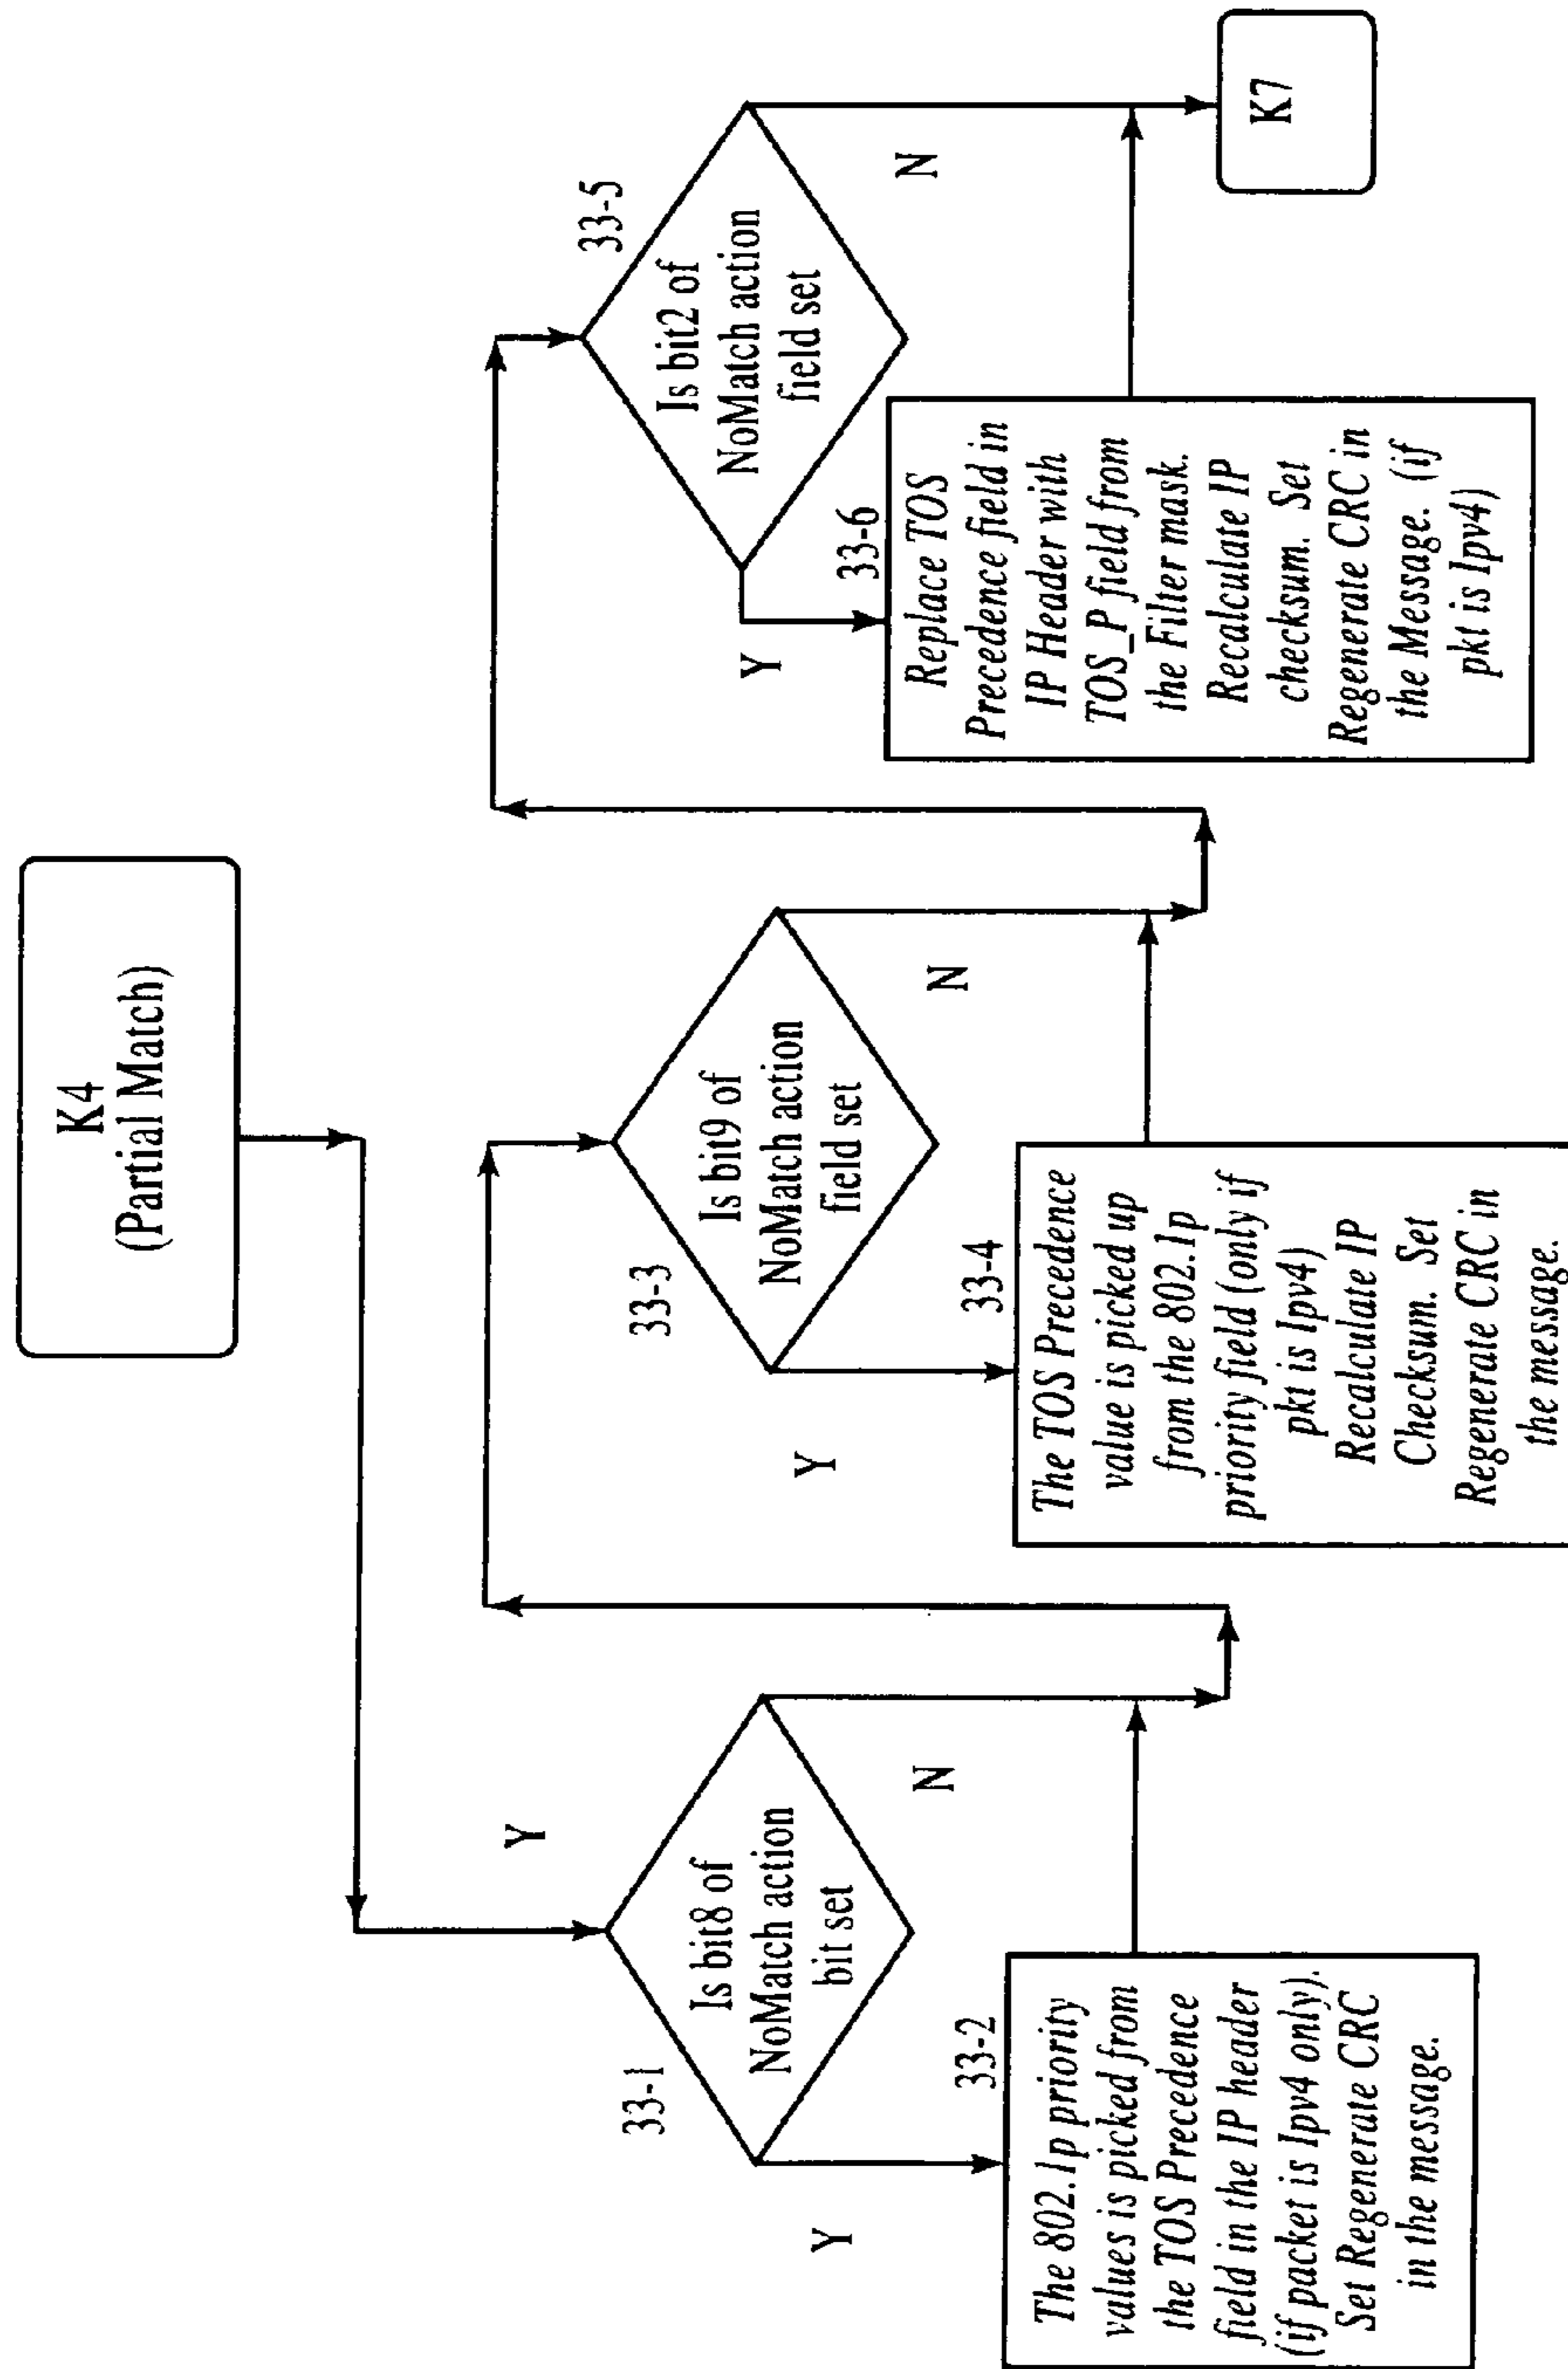 K4
(Partial Match)
Y
33-1
Is bit8 of
NoMatch action
bit set
Y
N
33-2
The 802.1p priority
values is picked from
the TOS Precedence
field in the IP header
(if packet is Ipv4 only).
Set Regenerate CRC
in the message.
33-3
Is bit9 of
NoMatch action
field set
Y
N
33-4
The TOS Precedence
value is picked up
from the 802.1p
priority field (only if
pkt is Ipv4)
Recalculate IP
Checksum. Set
Regenerate CRC in
the message.
33-5
Is bit2 of
NoMatch action
field set
Y
N
33-6
Replace TOS
Precedence field in
IP Header with
TOS_P field from
the Filter mask.
Recalculate IP
checksum. Set
Regenerate CRC in
the Message. (if
pkt is Ipv4)
K7